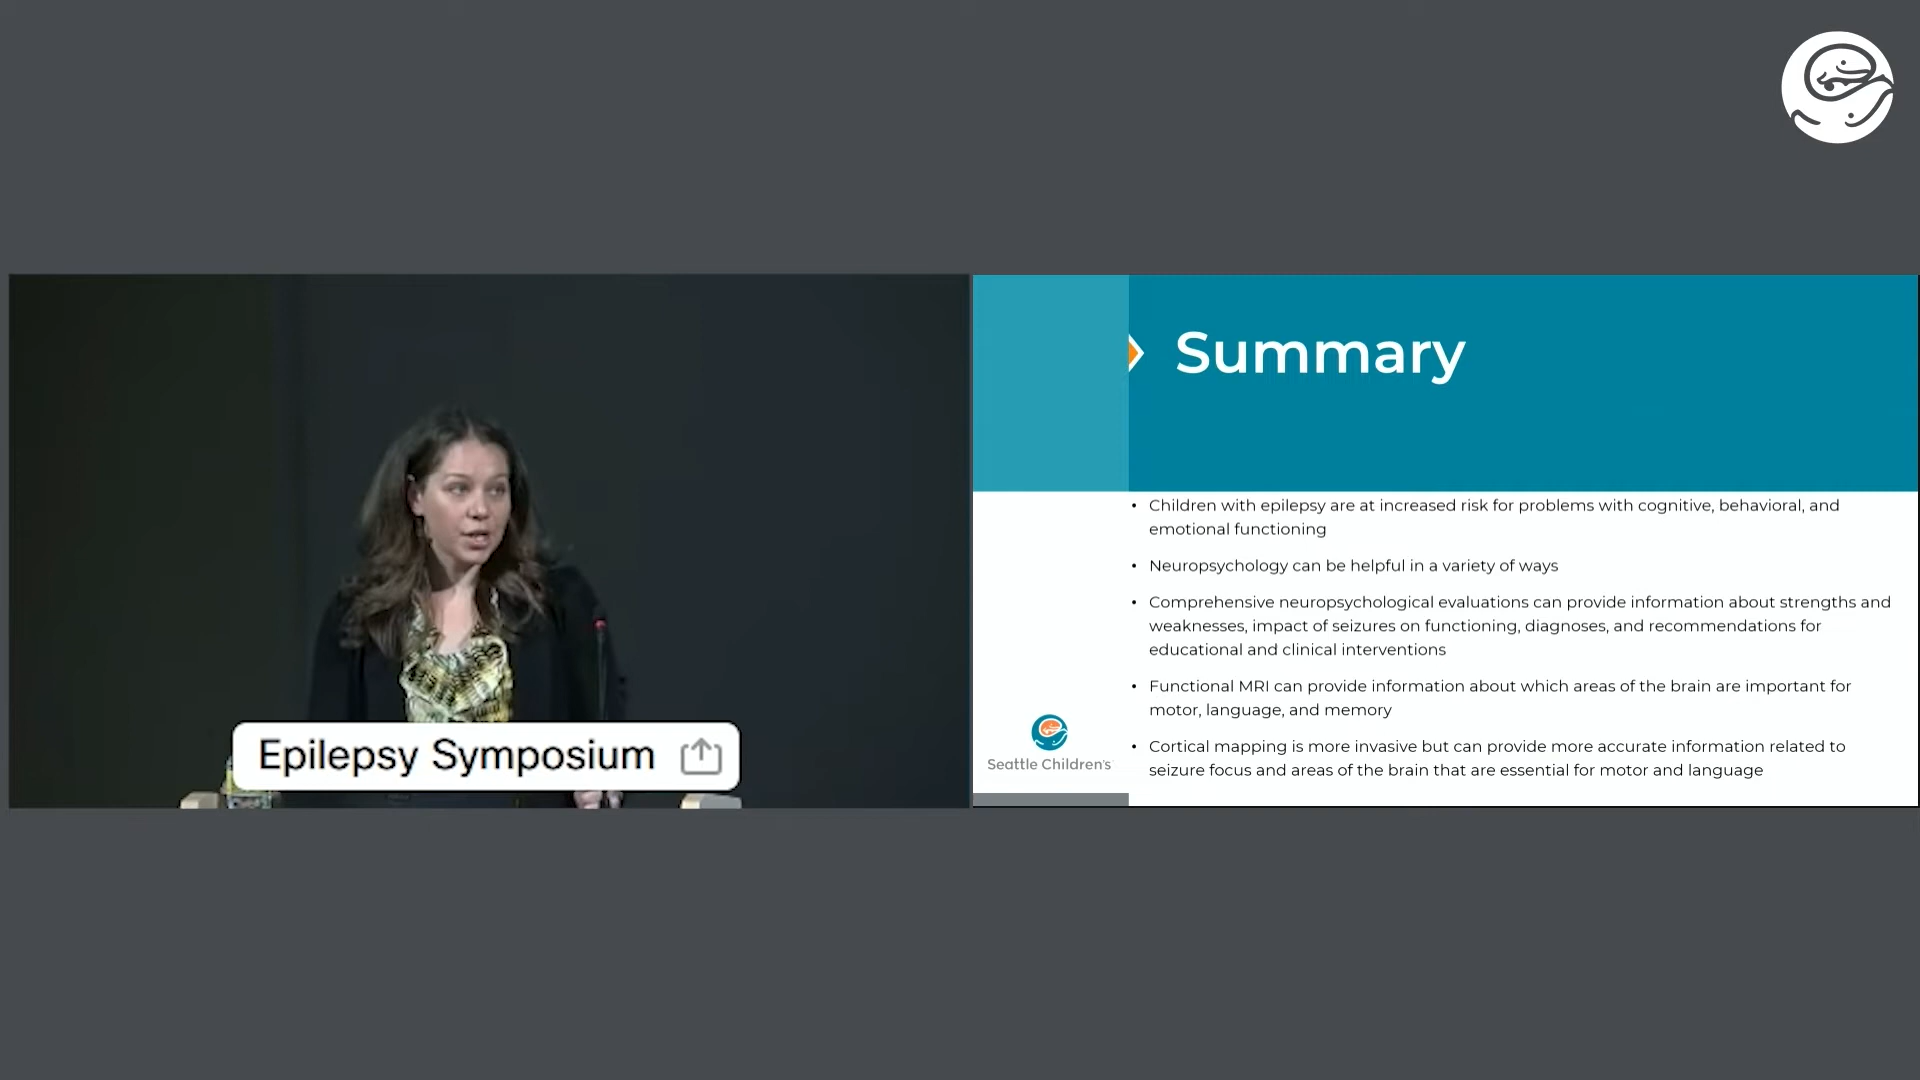 Epilepsy Symposium
Summary
• Children with epilepsy are at increased risk for problems with cognitive, behavioral, and
emotional functioning
• Neuropsychology can be helpful in a variety of ways
• Comprehensive neuropsychological evaluations can provide information about strengths and
weaknesses, impact of seizures on functioning, diagnoses, and recommendations for
educational and clinical interventions
• Functional MRI can provide information about which areas of the brain are important for
motor, language, and memory
• Cortical mapping is more invasive but can provide more accurate information related to
seizure focus and areas of the brain that are essential for motor and language
Seattle Children's